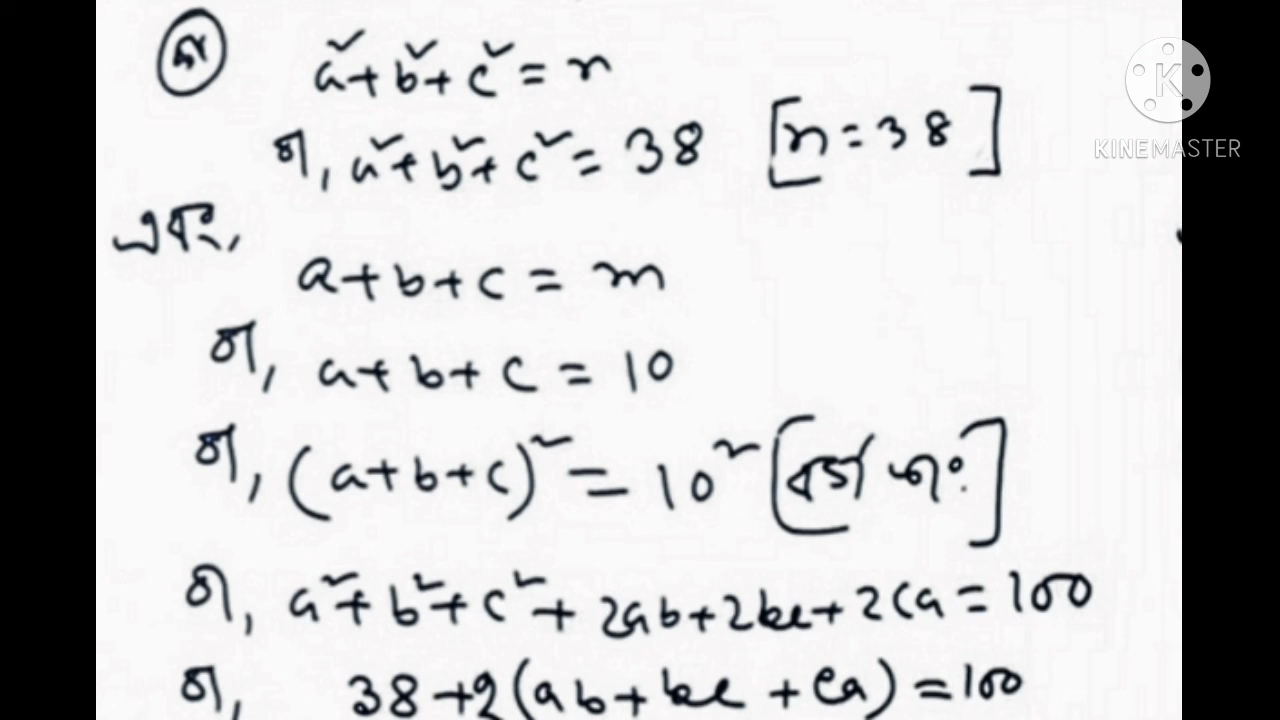 ক a² + b² + c² = n
বা, a² + b² + c² = 38 [n = 38]
এবং,
a + b + c = m
বা, a + b + c = 10
বা, (a + b + c)² = 10² [বর্গ করে]
বা, a² + b² + c² + 2ab + 2bc + 2ca = 100
বা, 38 + 2(ab + bc + ca) = 100
K
KINEMASTER